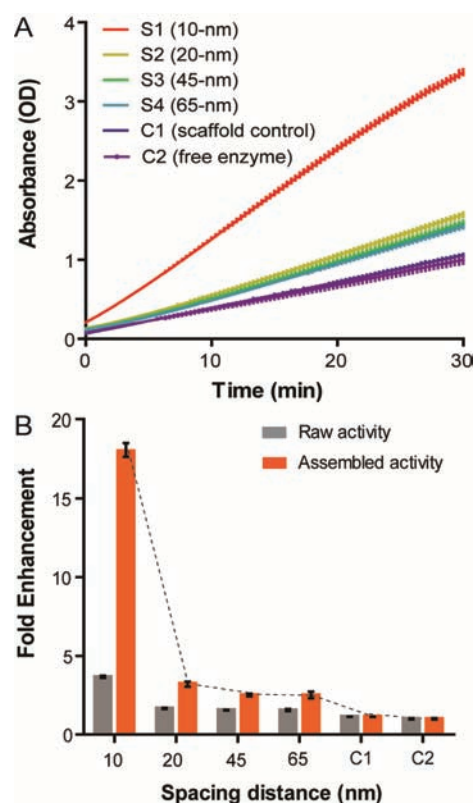 A
S1 (10-nm)
S2 (20-nm)
S3 (45-nm)
S4 (65-nm)
C1 (scaffold control)
C2 (free enzyme)
Absorbance (OD)
4
3
2
1
0
0 10 20 30
Time (min)
B
Raw activity
Assembled activity
Fold Enhancement
20
15
10
5
0
10 20 45 65 C1 C2
Spacing distance (nm)